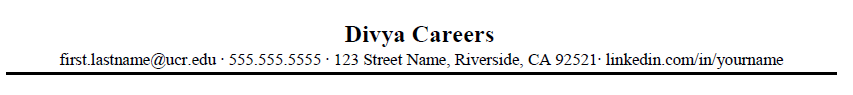 Divya Careers
first.lastname@ucr.edu · 555.555.5555 · 123 Street Name, Riverside, CA 92521· linkedin.com/in/yourname